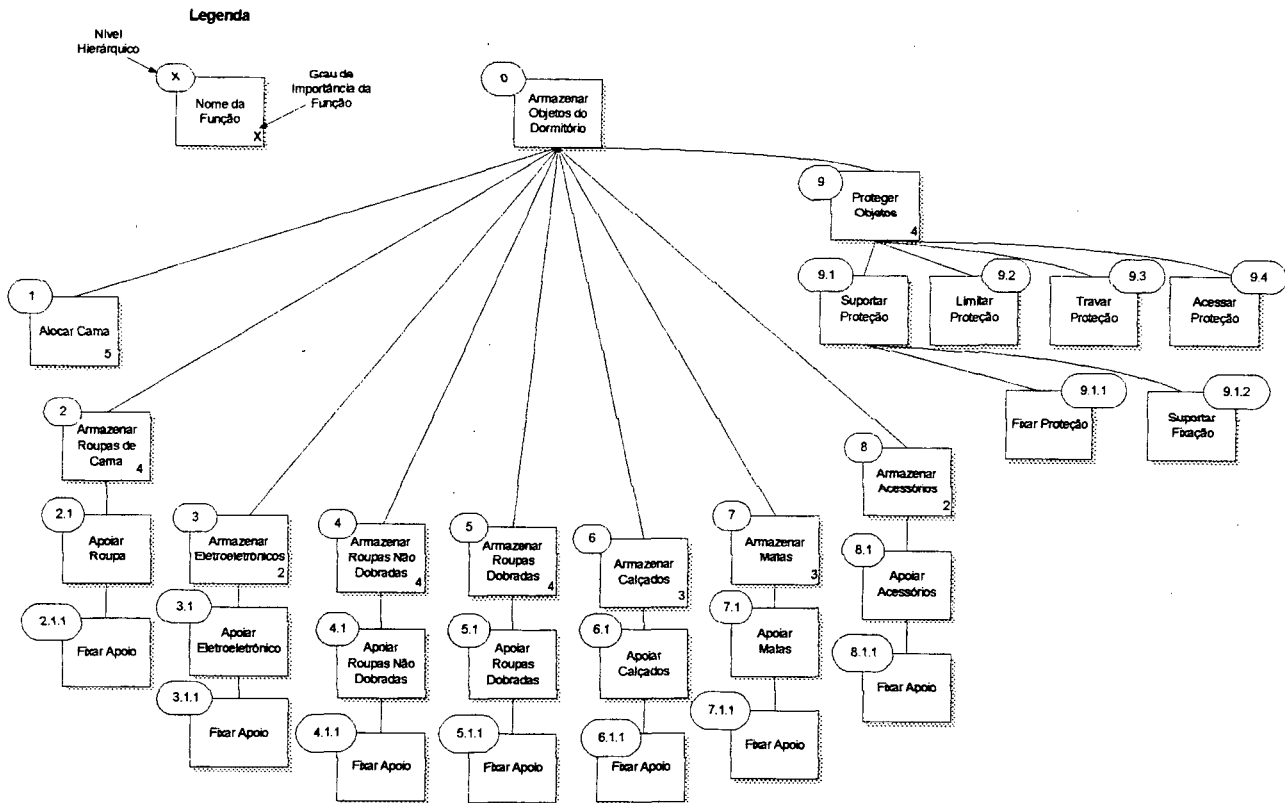 Legenda
Nível
Hierárquico
X
Nome da
Função
X
Grau de
Importância da
Função
0
Armazenar
Objetos do
Dormitório
9
Proteger
Objetos
4
9.1
Suportar
Proteção
9.2
Limitar
Proteção
9.3
Travar
Proteção
9.4
Acessar
Proteção
9.1.1
Fixar Proteção
9.1.2
Suportar
Fixação
1
Alocar Cama
5
2
Armazenar
Roupas de
Cama
4
2.1
Apoiar
Roupa
2.1.1
Fixar Apoio
3
Armazenar
Eletroeletrônicos
2
3.1
Apoiar
Eletroeletrônico
3.1.1
Fixar Apoio
4
Armazenar
Roupas Não
Dobradas
4
4.1
Apoiar
Roupas Não
Dobradas
4.1.1
Fixar Apoio
5
Armazenar
Roupas
Dobradas
4
5.1
Apoiar
Roupas
Dobradas
5.1.1
Fixar Apoio
6
Armazenar
Calçados
3
6.1
Apoiar
Calçados
6.1.1
Fixar Apoio
7
Armazenar
Malas
3
7.1
Apoiar
Malas
7.1.1
Fixar Apoio
8
Armazenar
Acessórios
2
8.1
Apoiar
Acessórios
8.1.1
Fixar Apoio